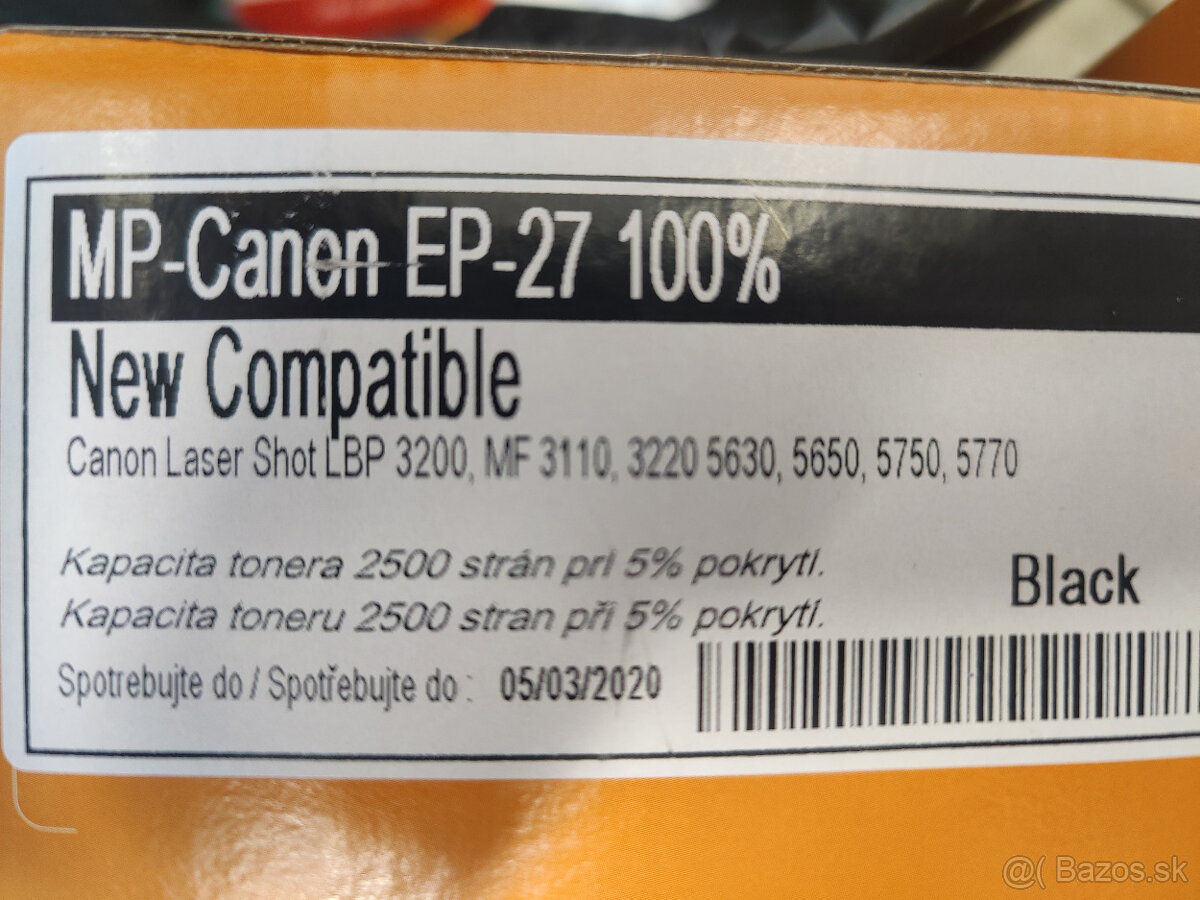 MP-Canon EP-27 100%
New Compatible
Canon Laser Shot LBP 3200, MF 3110, 3220 5630, 5650, 5750, 5770
Kapacita tonera 2500 strán pri 5% pokrytí.
Kapacita toneru 2500 stran při 5% pokrytí.
Black
Spotrebujte do / Spotřebujte do : 05/03/2020
@( Bazos.sk